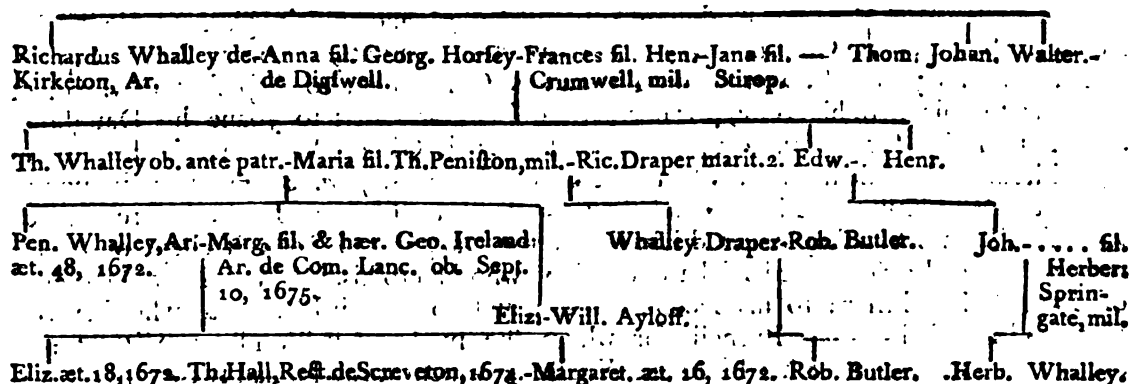 Richardus Whalley de-Anna fil. Georg. Horsey-Frances fil. Hen.-Jana fil. — Thom: Johan. Walter.-
Kirketon, Ar. de Digswell. Crumwell, mil. Stirop.
Th. Whalley ob. ante patr.-Maria fil. Th. Peniston, mil.-Ric. Draper marit. 2. Edw.-. Henr.
Pen. Whalley, Ar.-Marg. fil. & hær. Geo. Ireland Whalley Draper-Rob. Butler. Joh.-.... fil.
æt. 48, 1672. Ar. de Com. Lanc. ob. Sept. Herbert
10, 1675. Sprin-
Eliz.-Will. Ayloff. gate, mil.
Eliz. æt. 18, 1672. Th. Hall, Rect. de Screveton, 1674.-Margaret. æt. 16, 1672. Rob. Butler. Herb. Whalley.